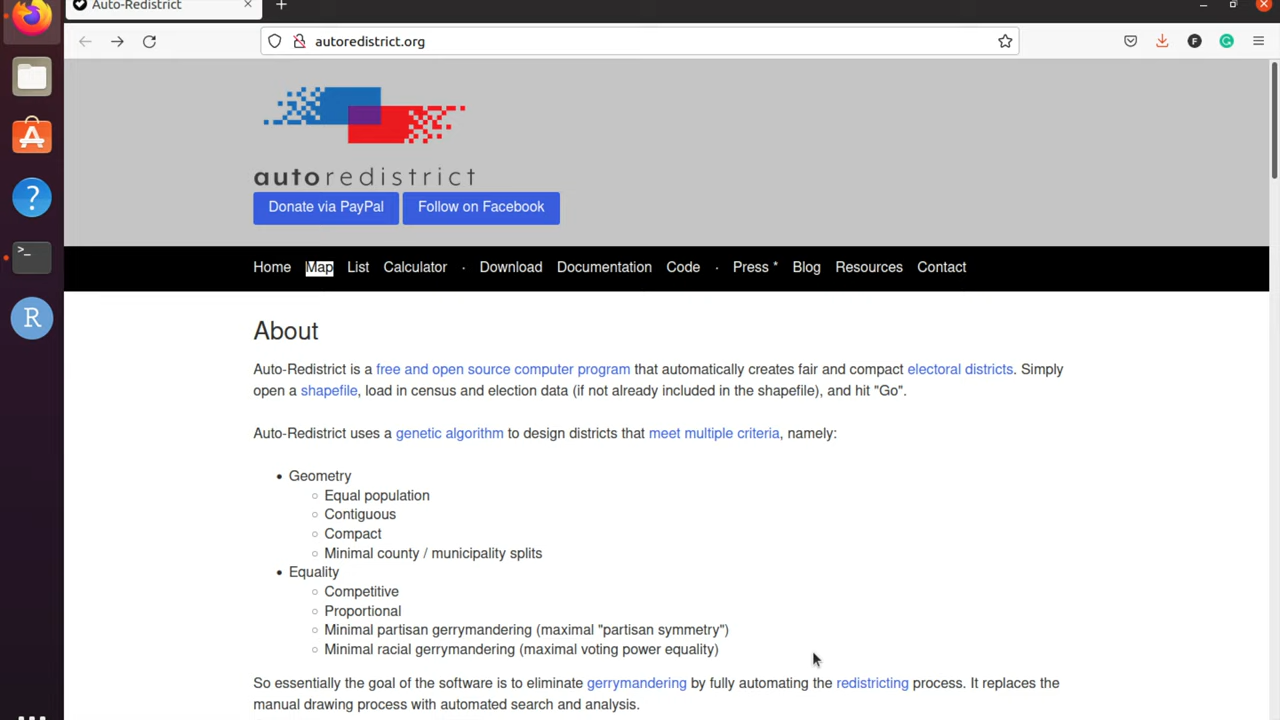 Auto-Redistrict
autoredistrict.org
autoredistrict
Donate via PayPal Follow on Facebook
Home Map List Calculator · Download Documentation Code · Press * Blog Resources Contact
About
Auto-Redistrict is a free and open source computer program that automatically creates fair and compact electoral districts. Simply
open a shapefile, load in census and election data (if not already included in the shapefile), and hit "Go".
Auto-Redistrict uses a genetic algorithm to design districts that meet multiple criteria, namely:
• Geometry
◦ Equal population
◦ Contiguous
◦ Compact
◦ Minimal county / municipality splits
• Equality
◦ Competitive
◦ Proportional
◦ Minimal partisan gerrymandering (maximal "partisan symmetry")
◦ Minimal racial gerrymandering (maximal voting power equality)
So essentially the goal of the software is to eliminate gerrymandering by fully automating the redistricting process. It replaces the
manual drawing process with automated search and analysis.